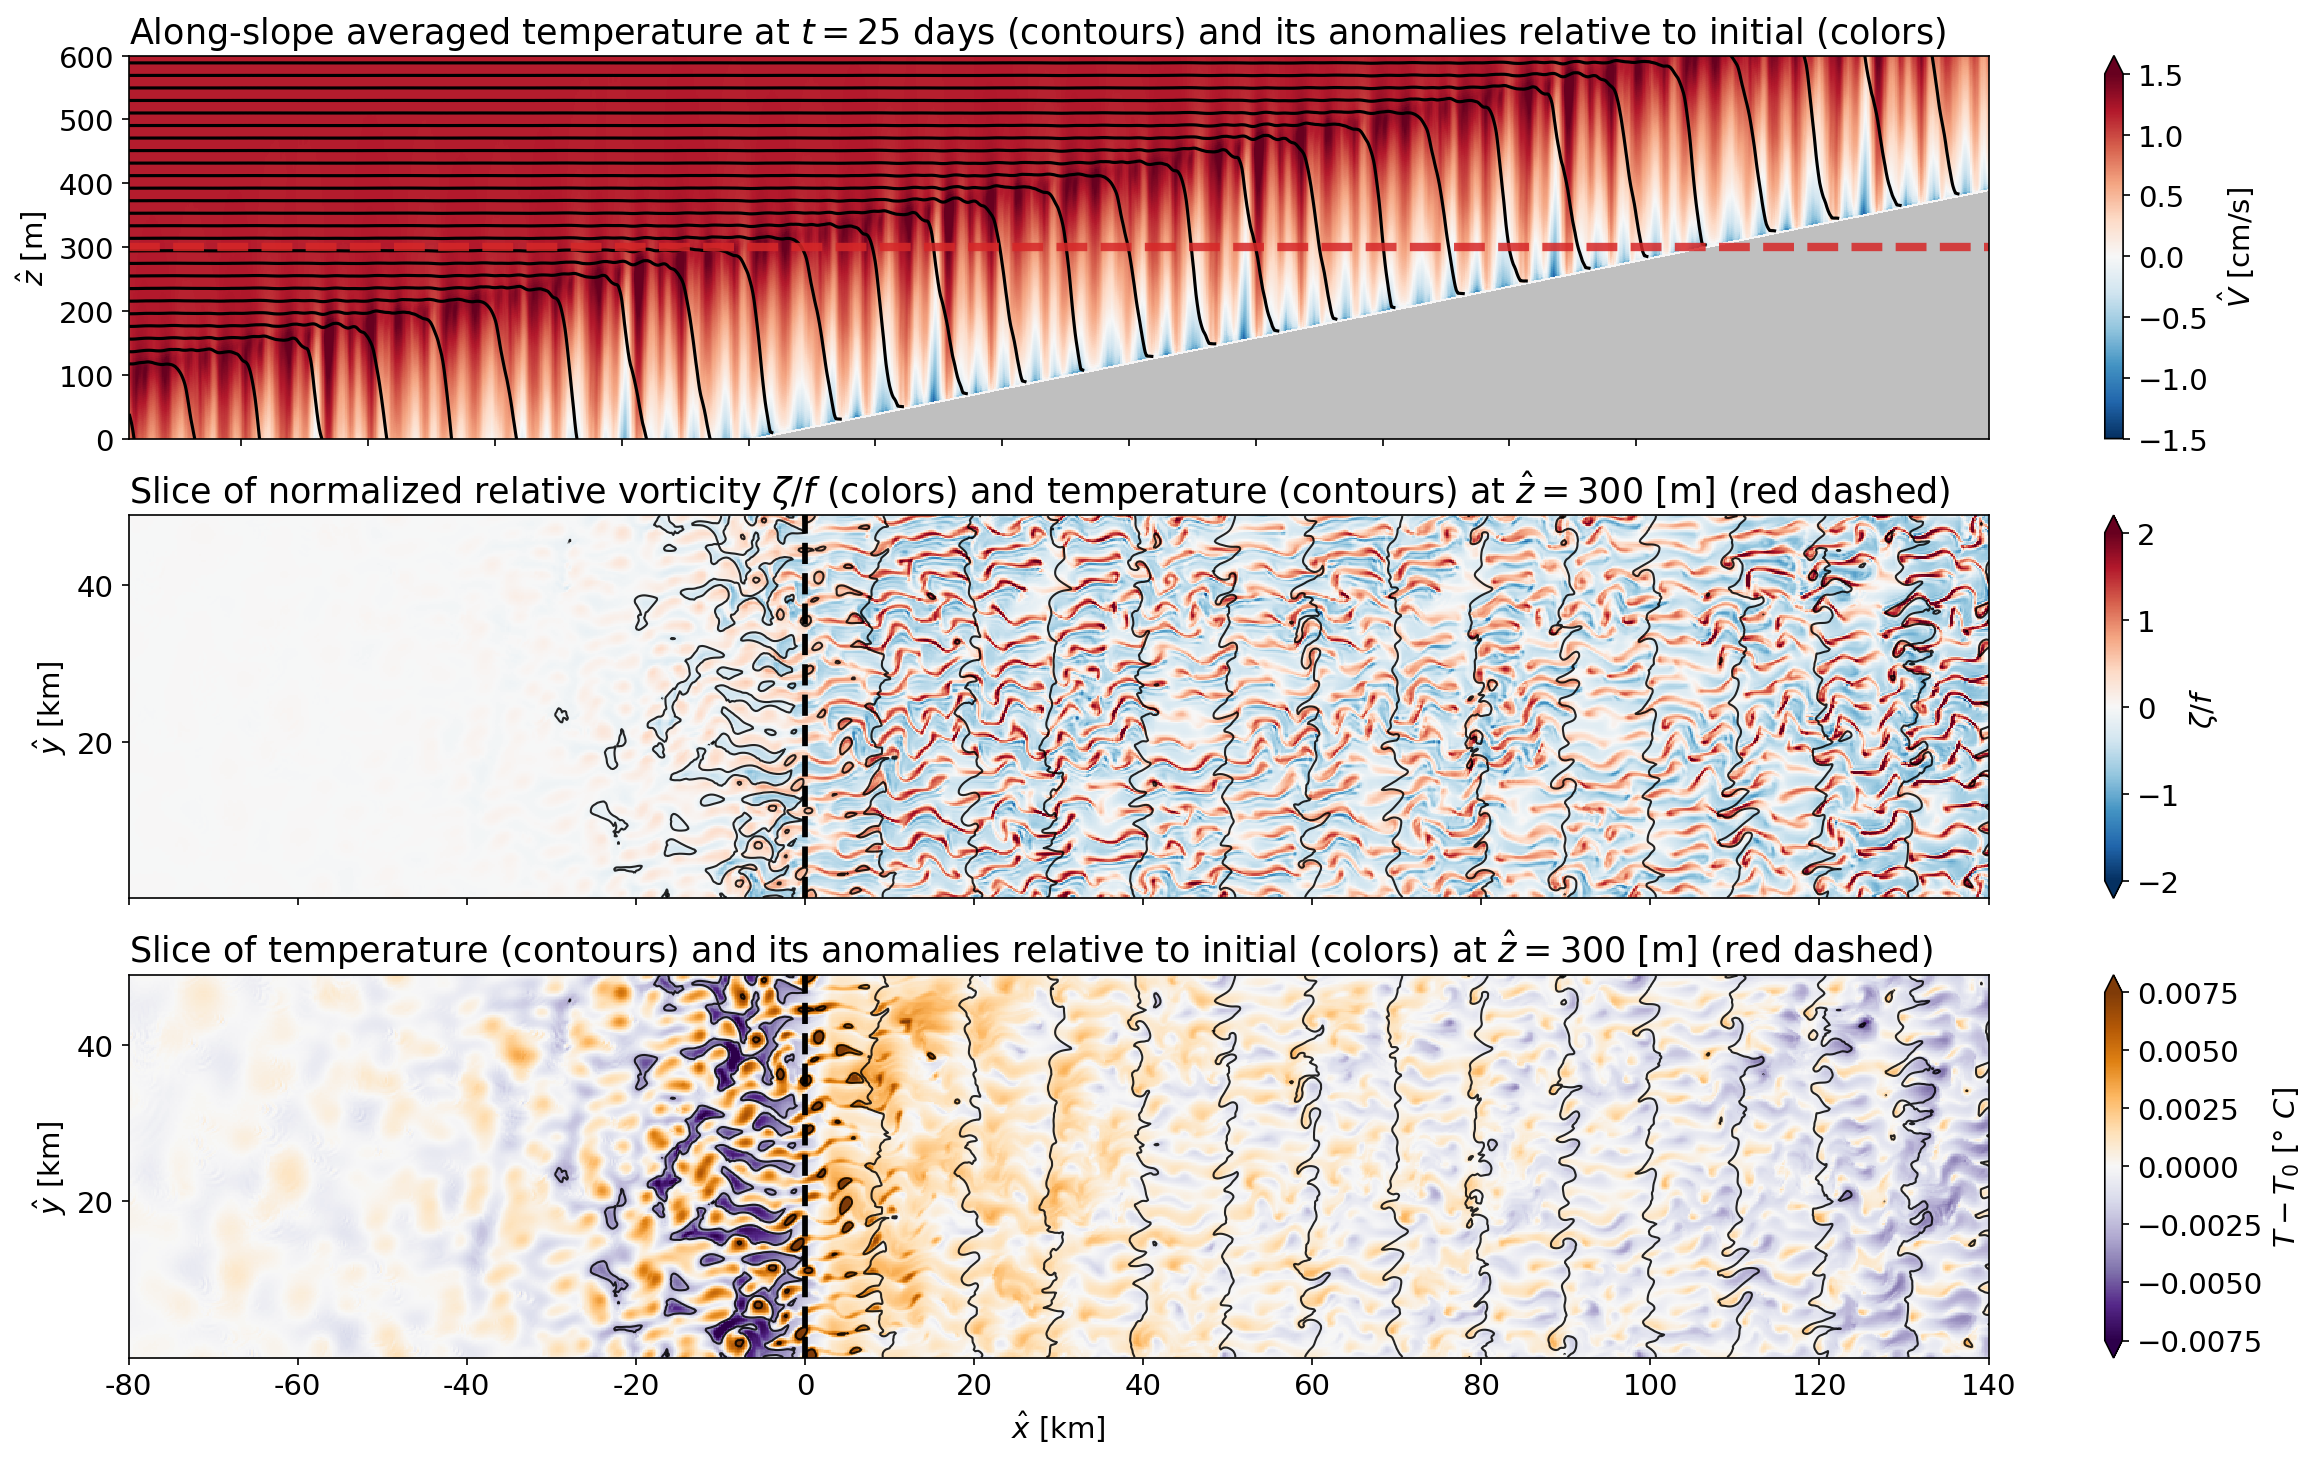 Along-slope averaged temperature at t = 25 days (contours) and its anomalies relative to initial (colors)
600
500
400
300
200
100
0
ẑ [m]
1.5
1.0
0.5
0.0
−0.5
−1.0
−1.5
V̂ [cm/s]
Slice of normalized relative vorticity ζ/f (colors) and temperature (contours) at ẑ = 300 [m] (red dashed)
40
20
ŷ [km]
2
1
0
−1
−2
ζ/f
Slice of temperature (contours) and its anomalies relative to initial (colors) at ẑ = 300 [m] (red dashed)
40
20
ŷ [km]
0.0075
0.0050
0.0025
0.0000
−0.0025
−0.0050
−0.0075
T − T₀ [° C]
-80 -60 -40 -20 0 20 40 60 80 100 120 140
x̂ [km]